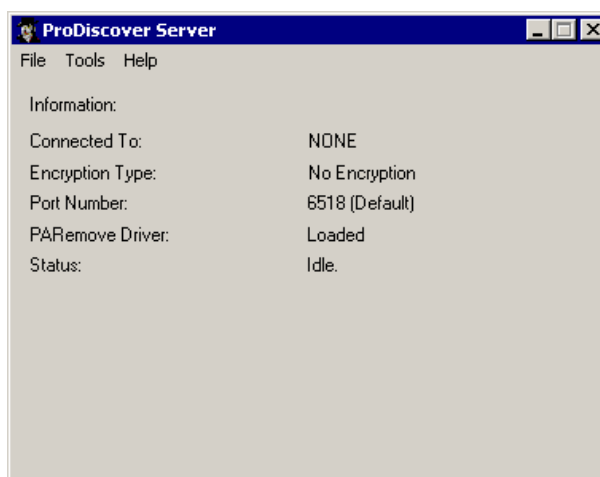 ProDiscover Server
File Tools Help
Information:
Connected To: NONE
Encryption Type: No Encryption
Port Number: 6518 (Default)
PARemove Driver: Loaded
Status: Idle.